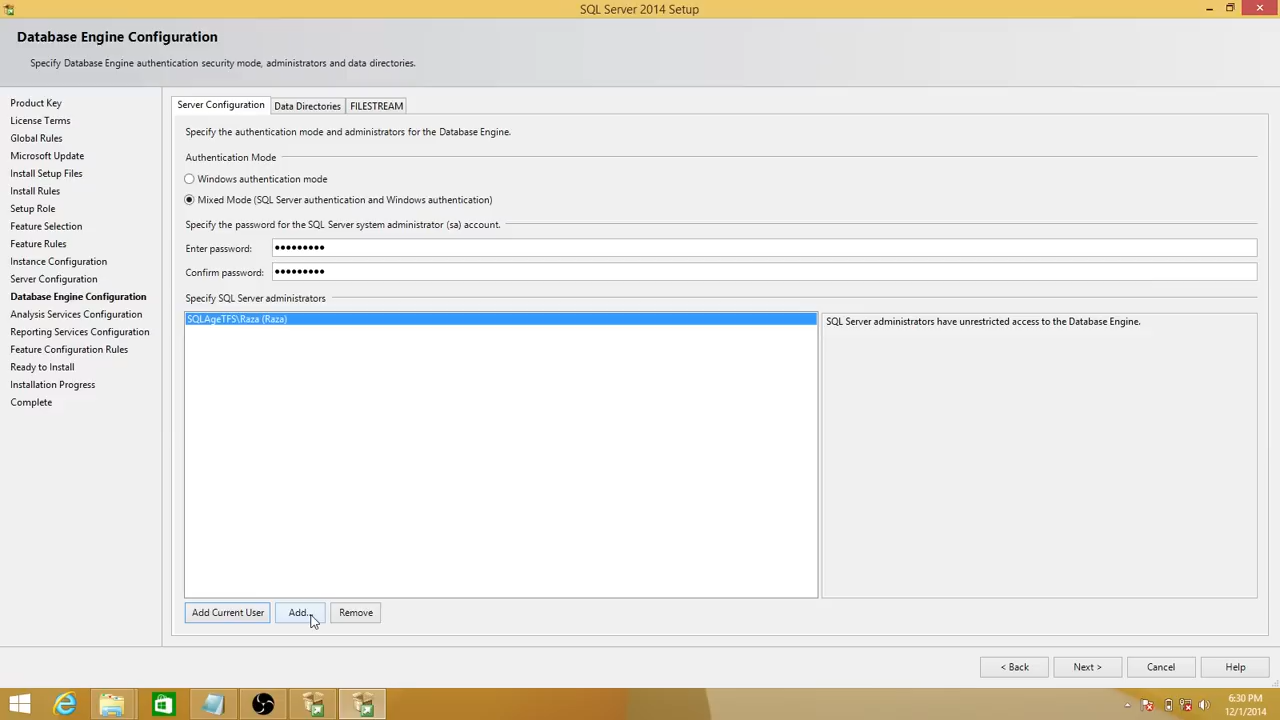 SQL Server 2014 Setup
Database Engine Configuration
Specify Database Engine authentication security mode, administrators and data directories.
Product Key
License Terms
Global Rules
Microsoft Update
Install Setup Files
Install Rules
Setup Role
Feature Selection
Feature Rules
Instance Configuration
Server Configuration
Database Engine Configuration
Analysis Services Configuration
Reporting Services Configuration
Feature Configuration Rules
Ready to Install
Installation Progress
Complete
Server Configuration Data Directories FILESTREAM
Specify the authentication mode and administrators for the Database Engine.
Authentication Mode
Windows authentication mode
Mixed Mode (SQL Server authentication and Windows authentication)
Specify the password for the SQL Server system administrator (sa) account.
Enter password: •••••••••
Confirm password: •••••••••
Specify SQL Server administrators
SQLAgeTFS\Raza (Raza)
SQL Server administrators have unrestricted access to the Database Engine.
Add Current User Add... Remove
< Back Next > Cancel Help
6:30 PM
12/1/2014